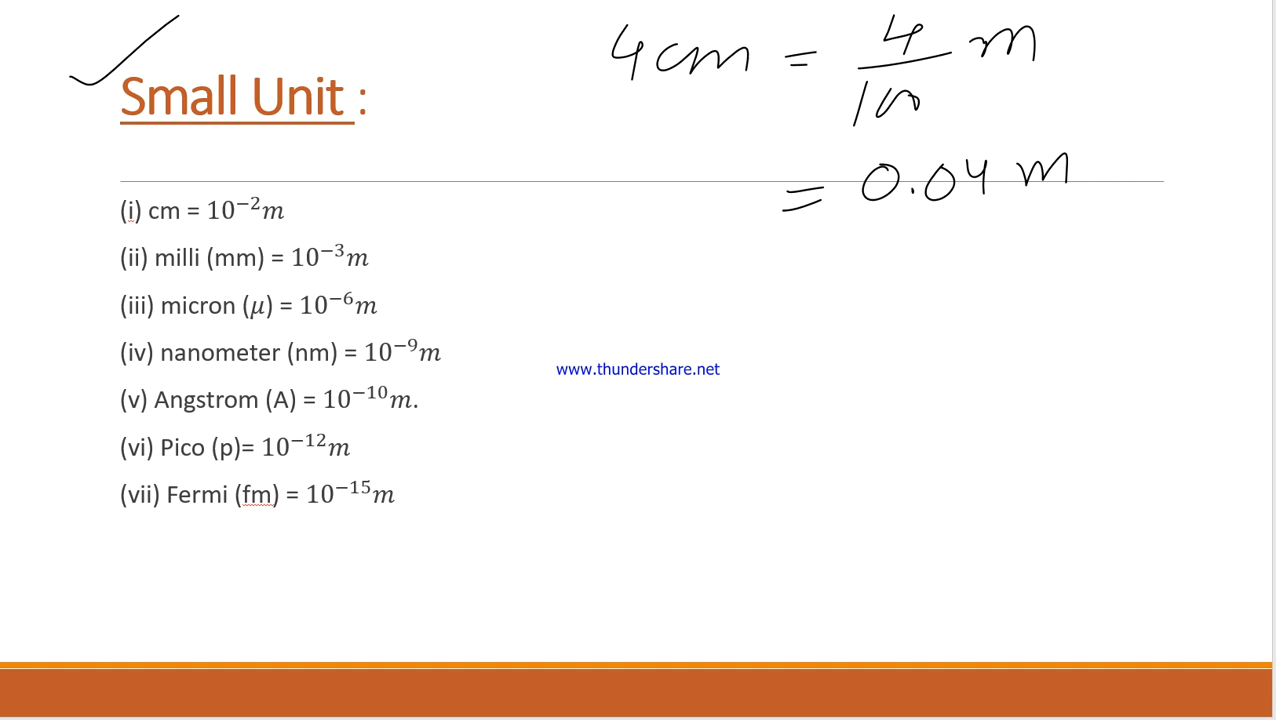 4cm = 4/100 m
Small Unit :
= 0.04 m
(i) cm = 10⁻²m
(ii) milli (mm) = 10⁻³m
(iii) micron (μ) = 10⁻⁶m
(iv) nanometer (nm) = 10⁻⁹m
www.thundershare.net
(v) Angstrom (A) = 10⁻¹⁰m.
(vi) Pico (p)= 10⁻¹²m
(vii) Fermi (fm) = 10⁻¹⁵m